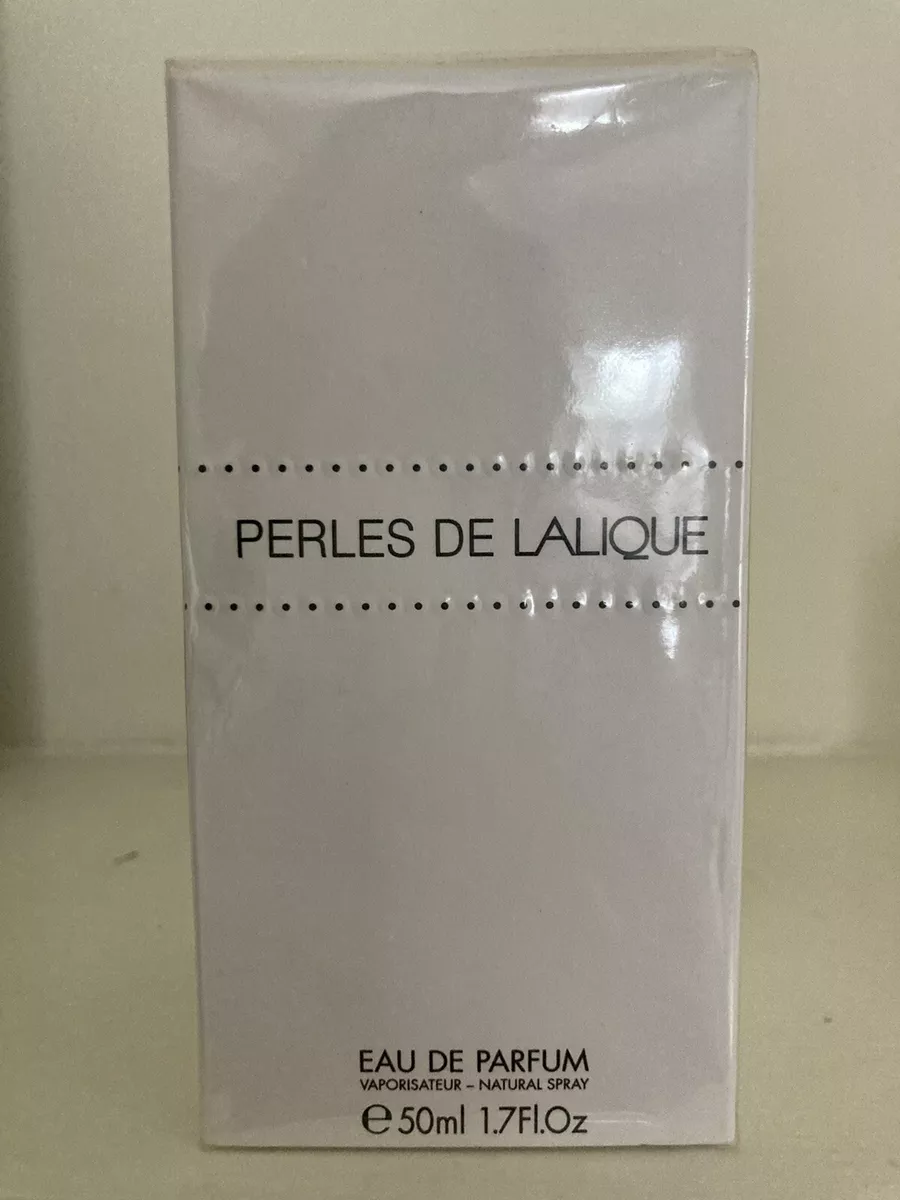 PERLES DE LALIQUE
EAU DE PARFUM
VAPORISATEUR – NATURAL SPRAY
℮ 50ml 1.7Fl.Oz